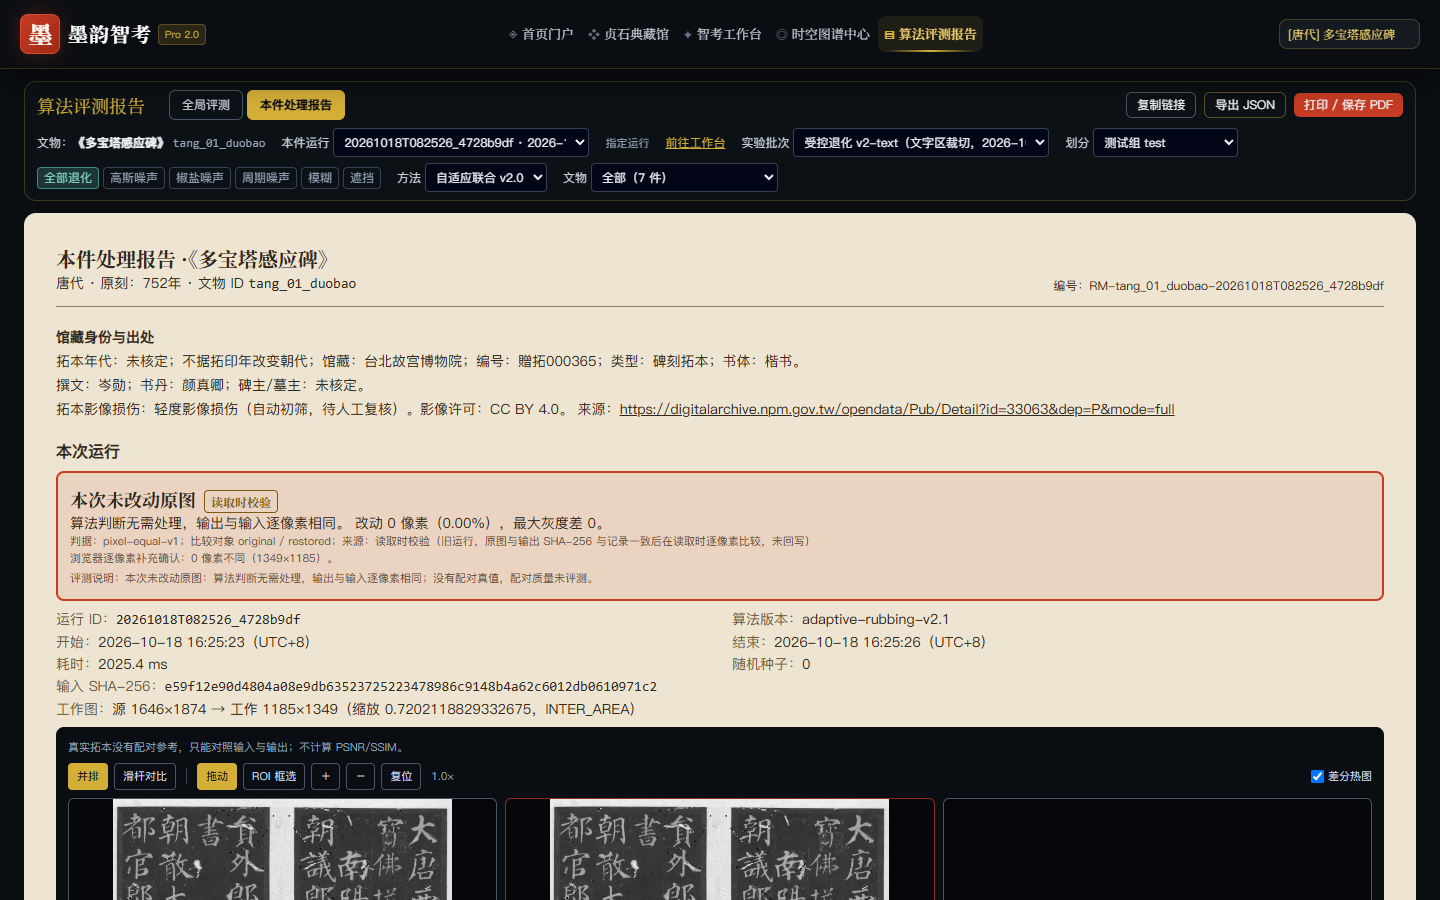 墨 墨韵智考 Pro 2.0 首页门户 贞石典藏馆 智考工作台 时空图谱中心 算法评测报告 [唐代] 多宝塔感应碑
算法评测报告 全局评测 本件处理报告 复制链接 导出 JSON 打印 / 保存 PDF
文物：《多宝塔感应碑》 tang_01_duobao 本件运行 20261018T082526_4728b9df · 2026- 指定运行 前往工作台 实验批次 受控退化 v2-text（文字区裁切，2026-1 划分 测试组 test
全部退化 高斯噪声 椒盐噪声 周期噪声 模糊 遮挡 方法 自适应联合 v2.0 文物 全部（7 件）
本件处理报告 ·《多宝塔感应碑》
唐代 · 原刻：752年 · 文物 ID tang_01_duobao
编号：RM-tang_01_duobao-20261018T082526_4728b9df
馆藏身份与出处
拓本年代：未核定；不据拓印年改变朝代；馆藏：台北故宫博物院；编号：贈拓000365；类型：碑刻拓本；书体：楷书。
撰文：岑勋；书丹：颜真卿；碑主/墓主：未核定。
拓本影像损伤：轻度影像损伤（自动初筛，待人工复核）。影像许可：CC BY 4.0。 来源：https://digitalarchive.npm.gov.tw/opendata/Pub/Detail?id=33063&dep=P&mode=full
本次运行
本次未改动原图 读取时校验
算法判断无需处理，输出与输入逐像素相同。 改动 0 像素（0.00%），最大灰度差 0。
判据：pixel-equal-v1；比较对象 original / restored；来源：读取时校验（旧运行，原图与输出 SHA-256 与记录一致后在读取时逐像素比较，未回写）
浏览器逐像素补充确认：0 像素不同（1349×1185）。
评测说明：本次未改动原图：算法判断无需处理，输出与输入逐像素相同；没有配对真值，配对质量未评测。
运行 ID：20261018T082526_4728b9df 算法版本：adaptive-rubbing-v2.1
开始：2026-10-18 16:25:23（UTC+8） 结束：2026-10-18 16:25:26（UTC+8）
耗时：2025.4 ms 随机种子：0
输入 SHA-256：e59f12e90d4804a08e9db63523725223478986c9148b4a62c6012db0610971c2
工作图：源 1646×1874 → 工作 1185×1349（缩放 0.7202118829332675，INTER_AREA）
真实拓本没有配对参考，只能对照输入与输出；不计算 PSNR/SSIM。
并排 滑杆对比 拖动 ROI 框选 + − 复位 1.0× 差分热图
大唐
寶佛
南
朝議郎
貟外郎
書
朝散
都官郎
大唐
寶佛
南
朝議郎
貟外郎
書
朝散
都官郎